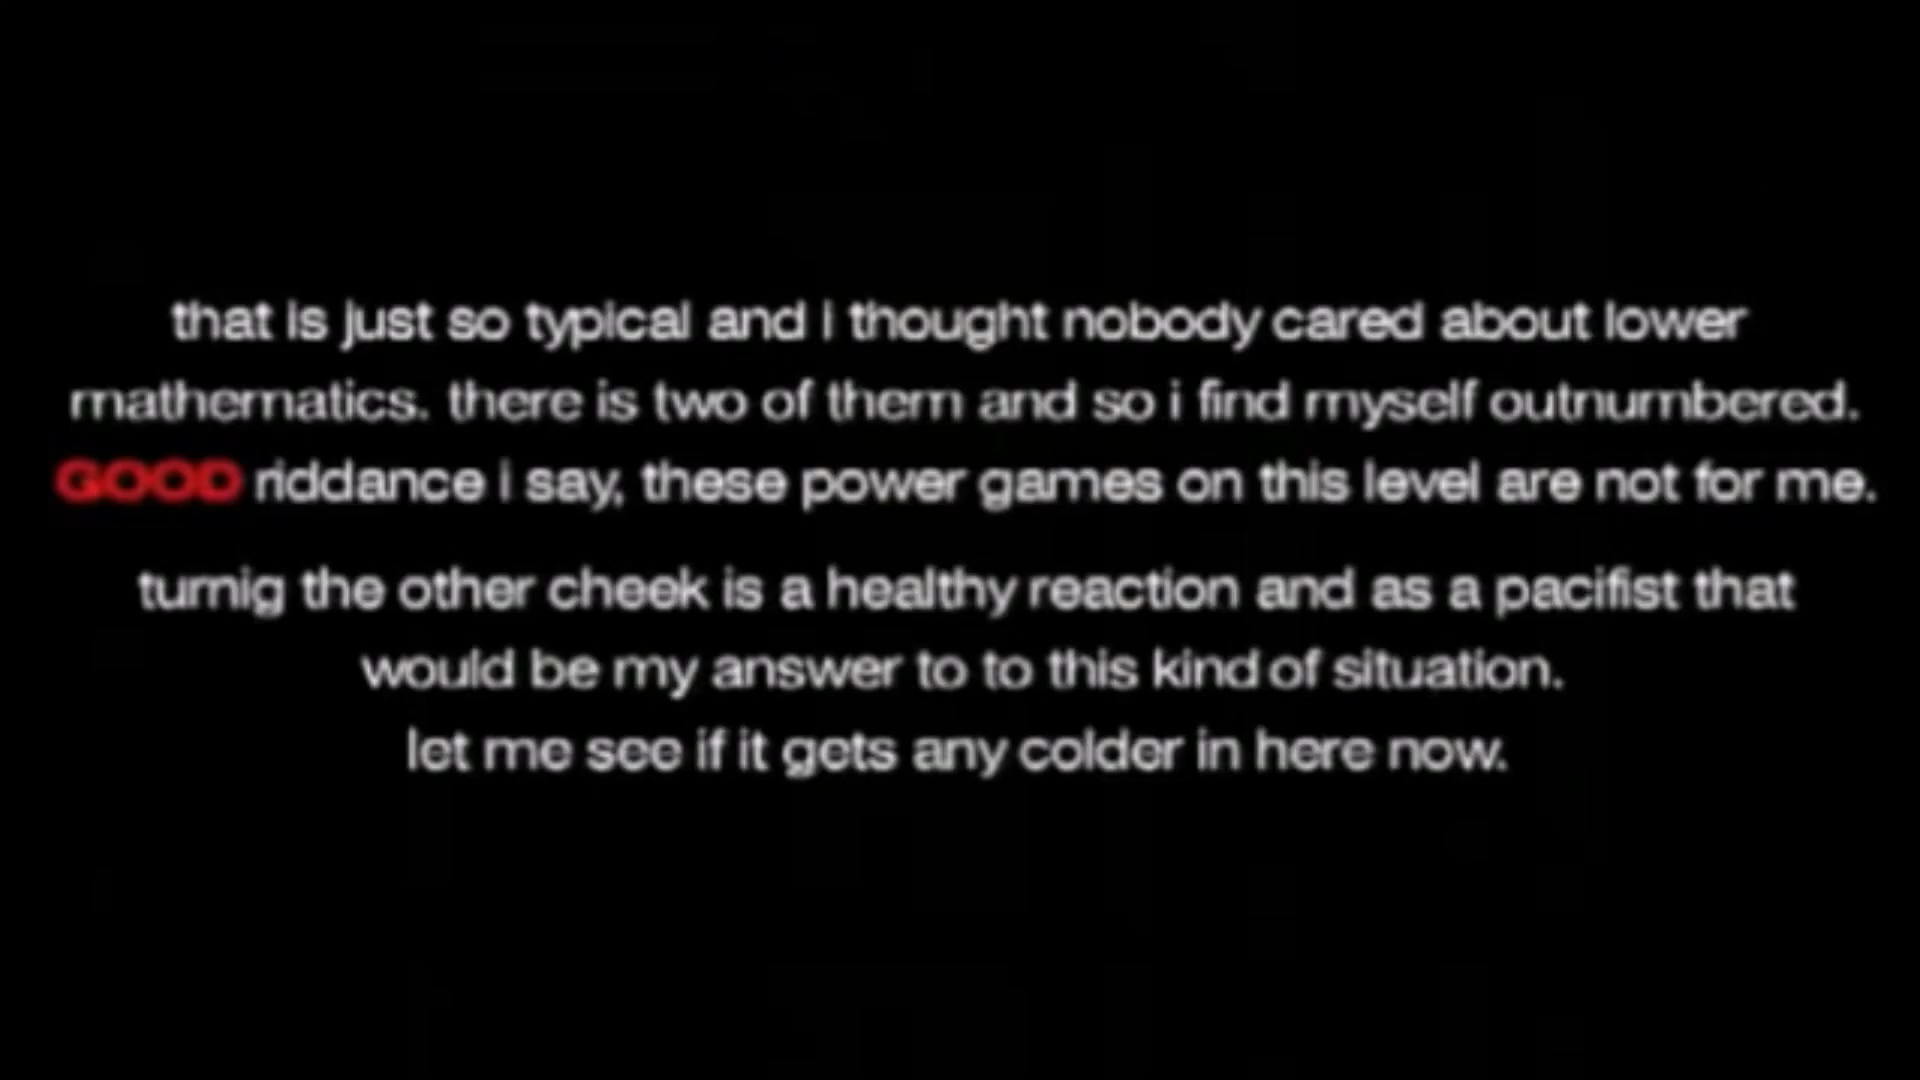 that is just so typical and i thought nobody cared about lower
mathematics. there is two of them and so i find myself outnumbered.
GOOD riddance i say, these power games on this level are not for me.
turnig the other cheek is a healthy reaction and as a pacifist that
would be my answer to to this kind of situation.
let me see if it gets any colder in here now.